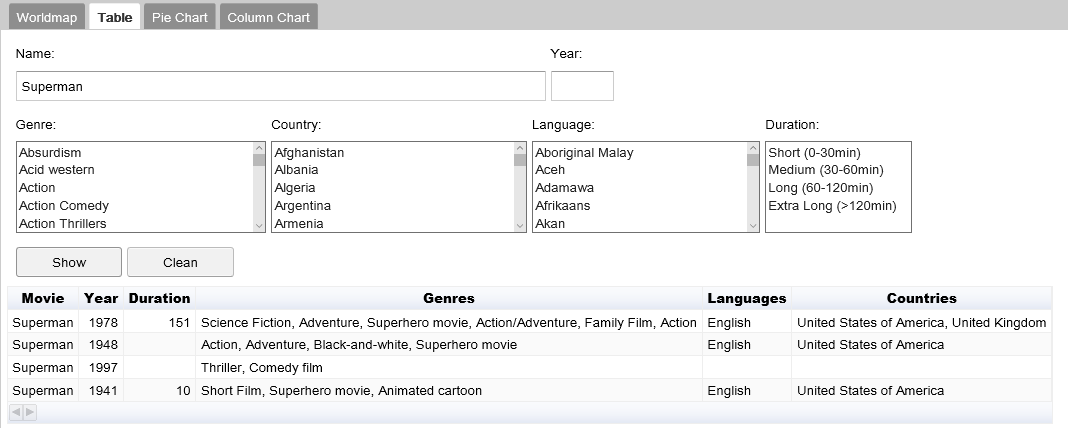 Worldmap Table Pie Chart Column Chart
Name: Year:
Superman
Genre: Country: Language: Duration:
Absurdism Afghanistan Aboriginal Malay Short (0-30min)
Acid western Albania Aceh Medium (30-60min)
Action Algeria Adamawa Long (60-120min)
Action Comedy Argentina Afrikaans Extra Long (>120min)
Action Thrillers Armenia Akan
Show Clean
Movie Year Duration Genres Languages Countries
Superman 1978 151 Science Fiction, Adventure, Superhero movie, Action/Adventure, Family Film, Action English United States of America, United Kingdom
Superman 1948 Action, Adventure, Black-and-white, Superhero movie English United States of America
Superman 1997 Thriller, Comedy film
Superman 1941 10 Short Film, Superhero movie, Animated cartoon English United States of America